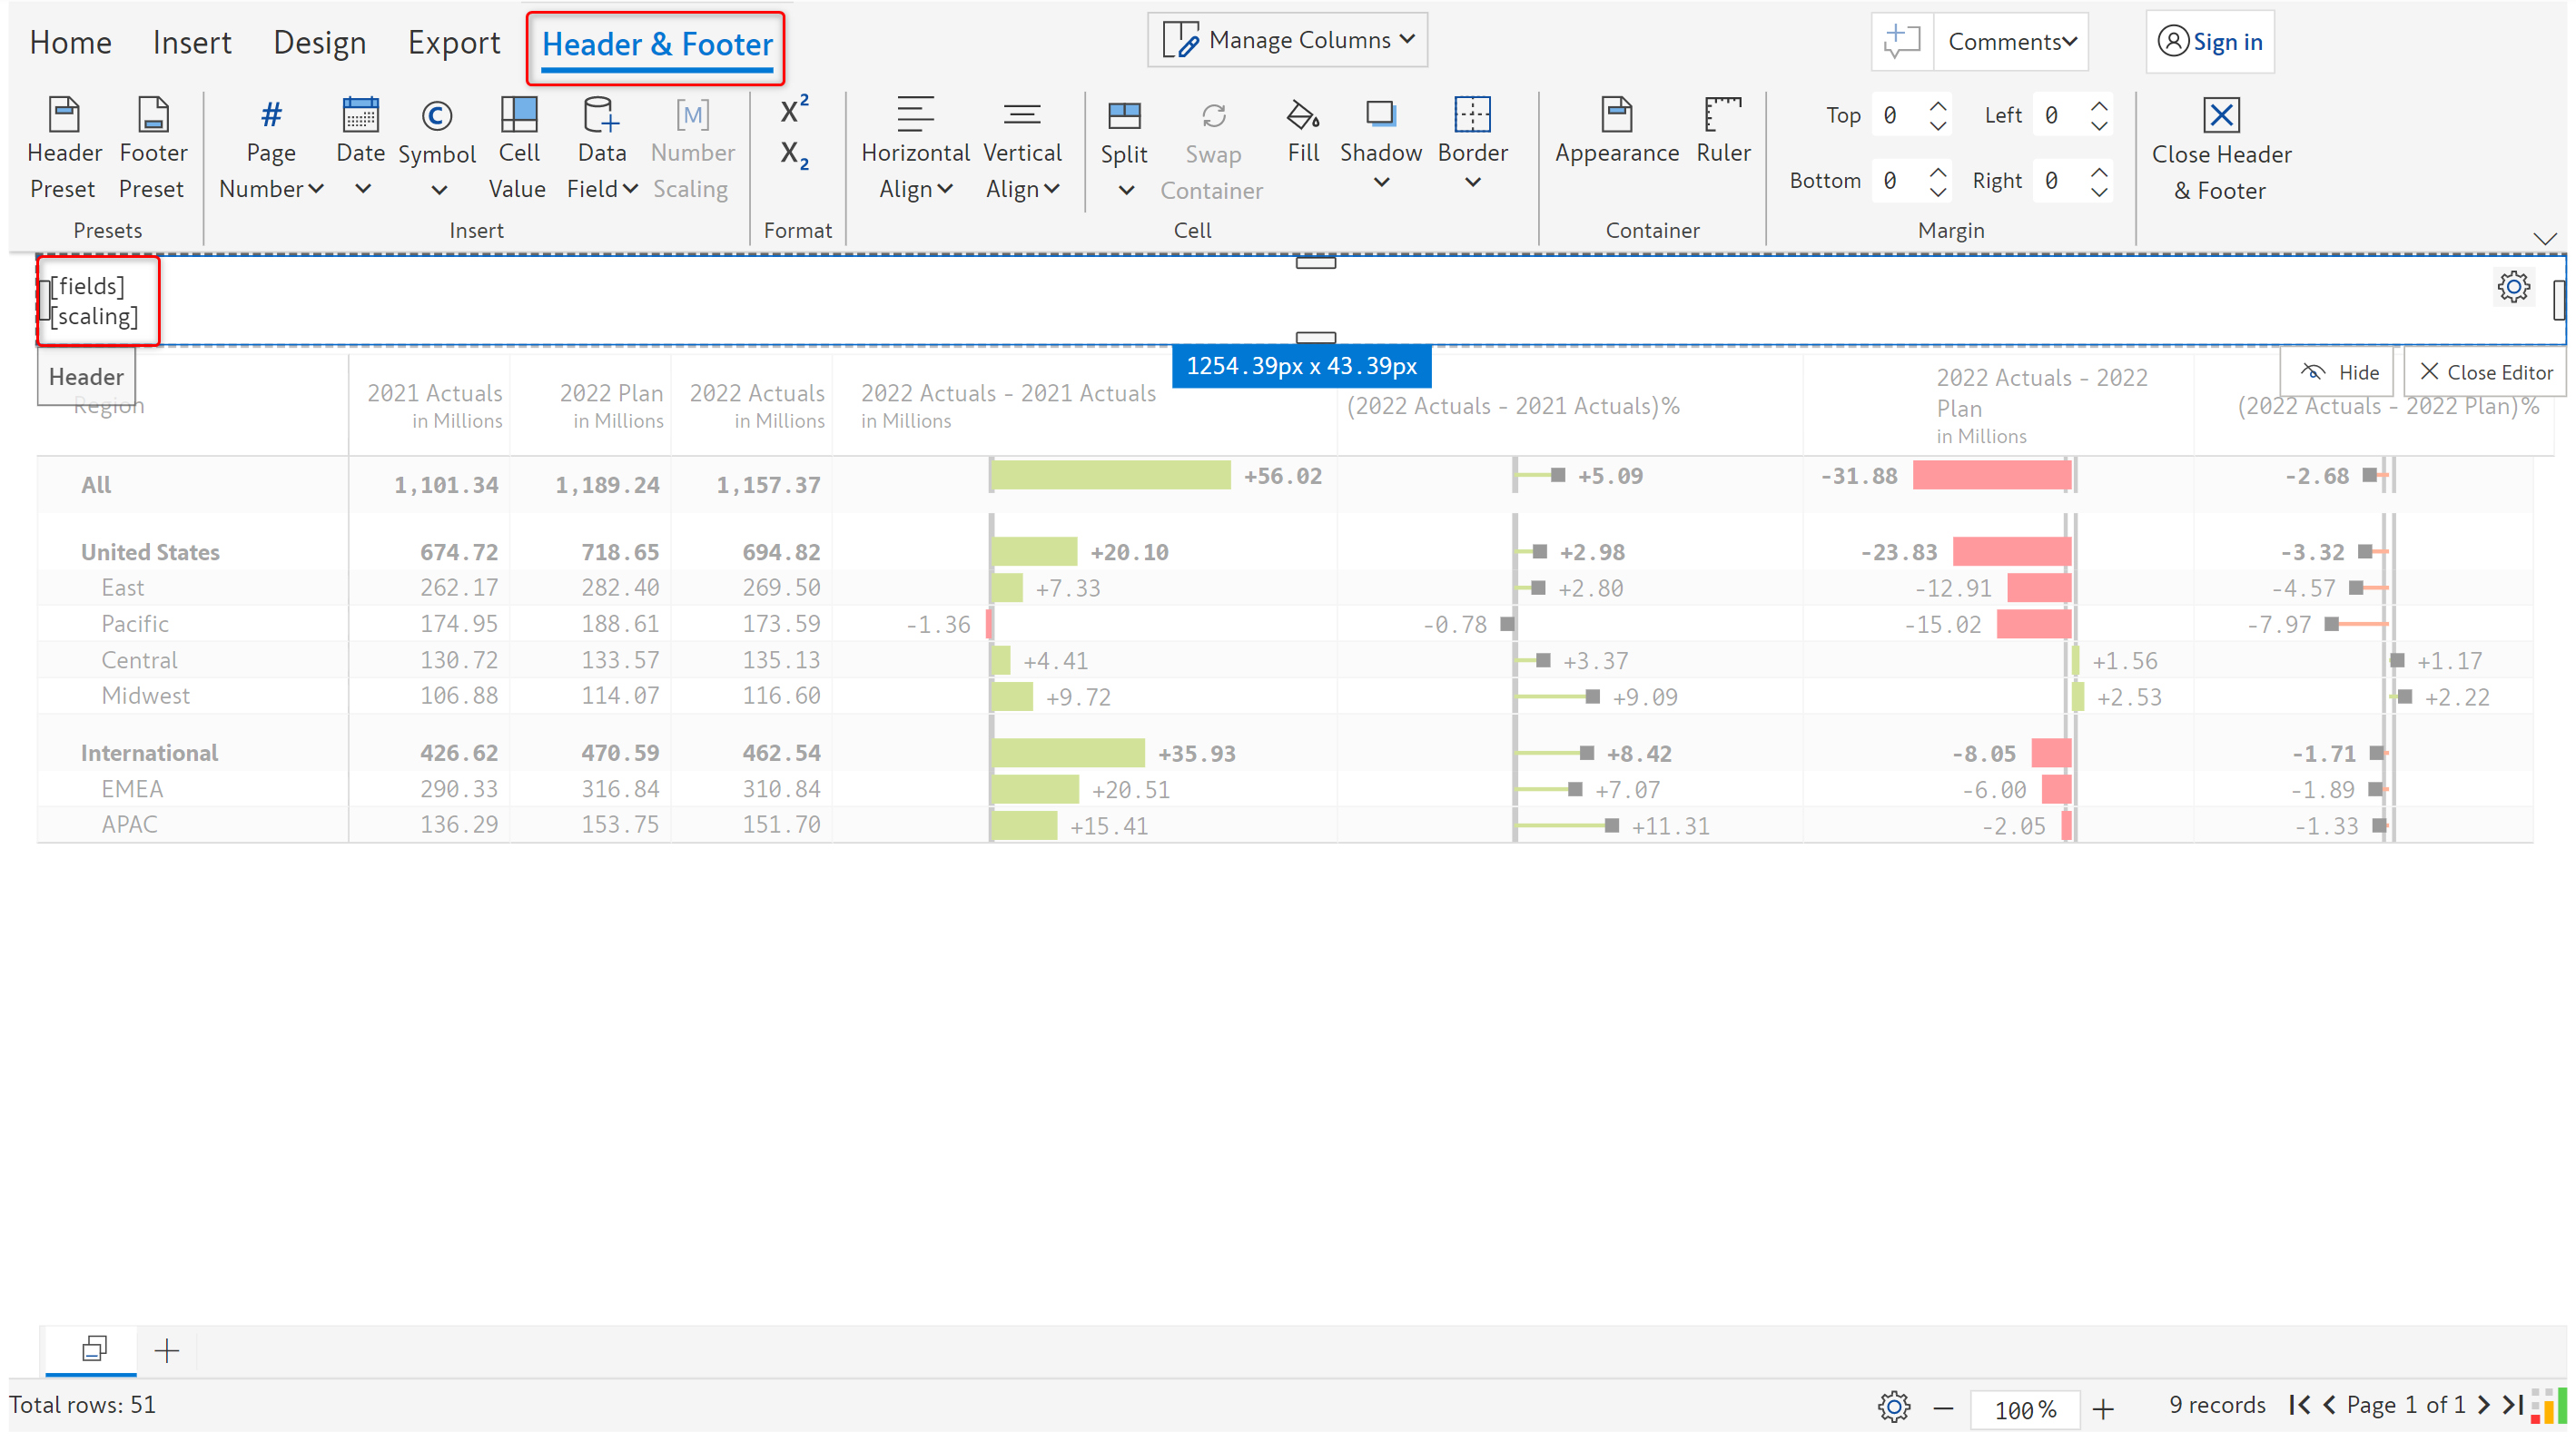 Home Insert Design Export Header & Footer Manage Columns Comments Sign in
Header Preset Footer Preset Page Number Date Symbol Cell Value Data Field Number Scaling X2 X2 Horizontal Align Vertical Align Split Swap Container Fill Shadow Border Appearance Ruler Top 0 Left 0 Bottom 0 Right 0 Close Header & Footer
Presets Insert Format Cell Container Margin
[fields]
[scaling]
1254.39px x 43.39px
Header Hide Close Editor
Region 2021 Actuals in Millions 2022 Plan in Millions 2022 Actuals in Millions 2022 Actuals - 2021 Actuals in Millions (2022 Actuals - 2021 Actuals)% 2022 Actuals - 2022 Plan in Millions (2022 Actuals - 2022 Plan)%
All 1,101.34 1,189.24 1,157.37 +56.02 +5.09 -31.88 -2.68
United States 674.72 718.65 694.82 +20.10 +2.98 -23.83 -3.32
East 262.17 282.40 269.50 +7.33 +2.80 -12.91 -4.57
Pacific 174.95 188.61 173.59 -1.36 -0.78 -15.02 -7.97
Central 130.72 133.57 135.13 +4.41 +3.37 +1.56 +1.17
Midwest 106.88 114.07 116.60 +9.72 +9.09 +2.53 +2.22
International 426.62 470.59 462.54 +35.93 +8.42 -8.05 -1.71
EMEA 290.33 316.84 310.84 +20.51 +7.07 -6.00 -1.89
APAC 136.29 153.75 151.70 +15.41 +11.31 -2.05 -1.33
Total rows: 51 100% 9 records Page 1 of 1